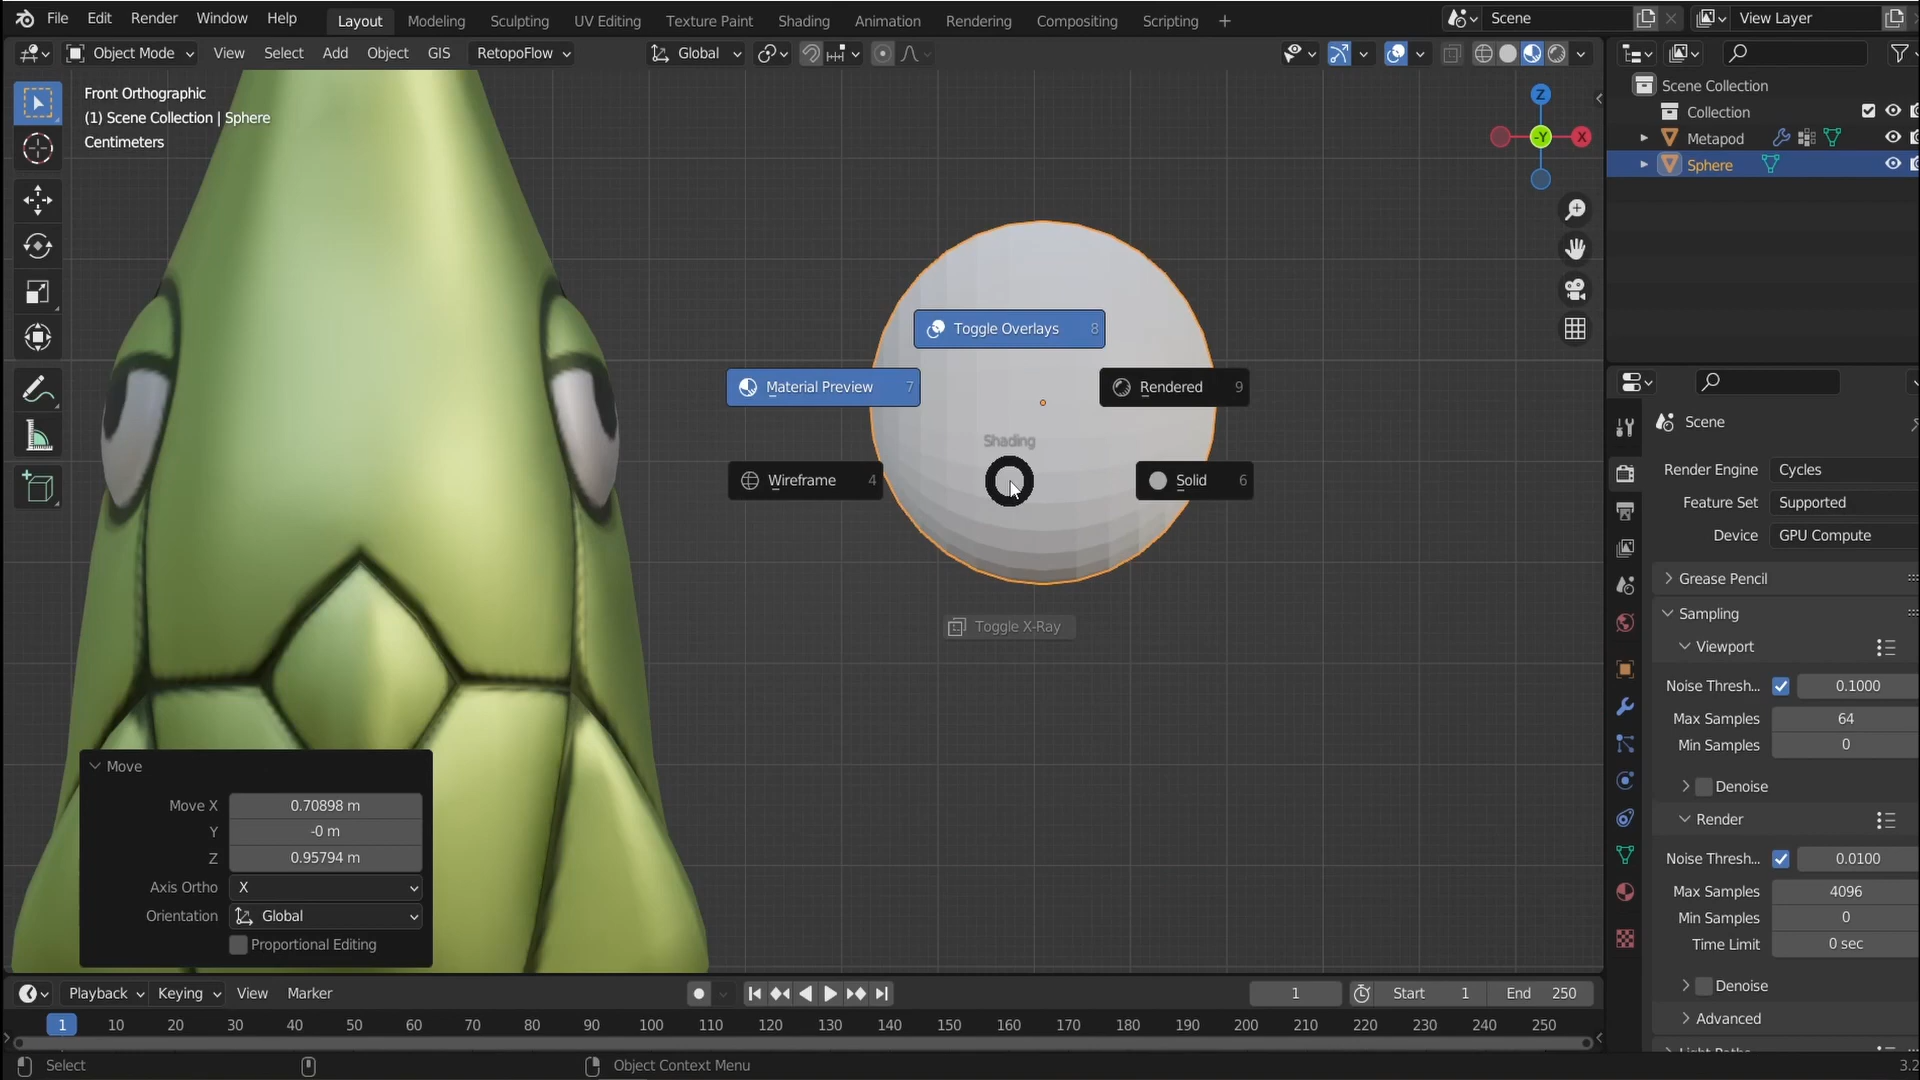 File Edit Render Window Help Layout Modeling Sculpting UV Editing Texture Paint Shading Animation Rendering Compositing Scripting + Scene View Layer
Object Mode View Select Add Object GIS RetopoFlow Global
Front Orthographic
(1) Scene Collection | Sphere
Centimeters
Z
-Y X
Toggle Overlays 8
Material Preview 7
Rendered 9
Shading
Wireframe 4
Solid 6
Toggle X-Ray
Move
Move X 0.70898 m
Y -0 m
Z 0.95794 m
Axis Ortho X
Orientation Global
Proportional Editing
Scene Collection
Collection
Metapod
Sphere
Scene
Render Engine Cycles
Feature Set Supported
Device GPU Compute
Grease Pencil
Sampling
Viewport
Noise Thresh... 0.1000
Max Samples 64
Min Samples 0
Denoise
Render
Noise Thresh... 0.0100
Max Samples 4096
Min Samples 0
Time Limit 0 sec
Denoise
Advanced
Playback Keying View Marker 1 Start 1 End 250
1 10 20 30 40 50 60 70 80 90 100 110 120 130 140 150 160 170 180 190 200 210 220 230 240 250
Select Object Context Menu 3.2